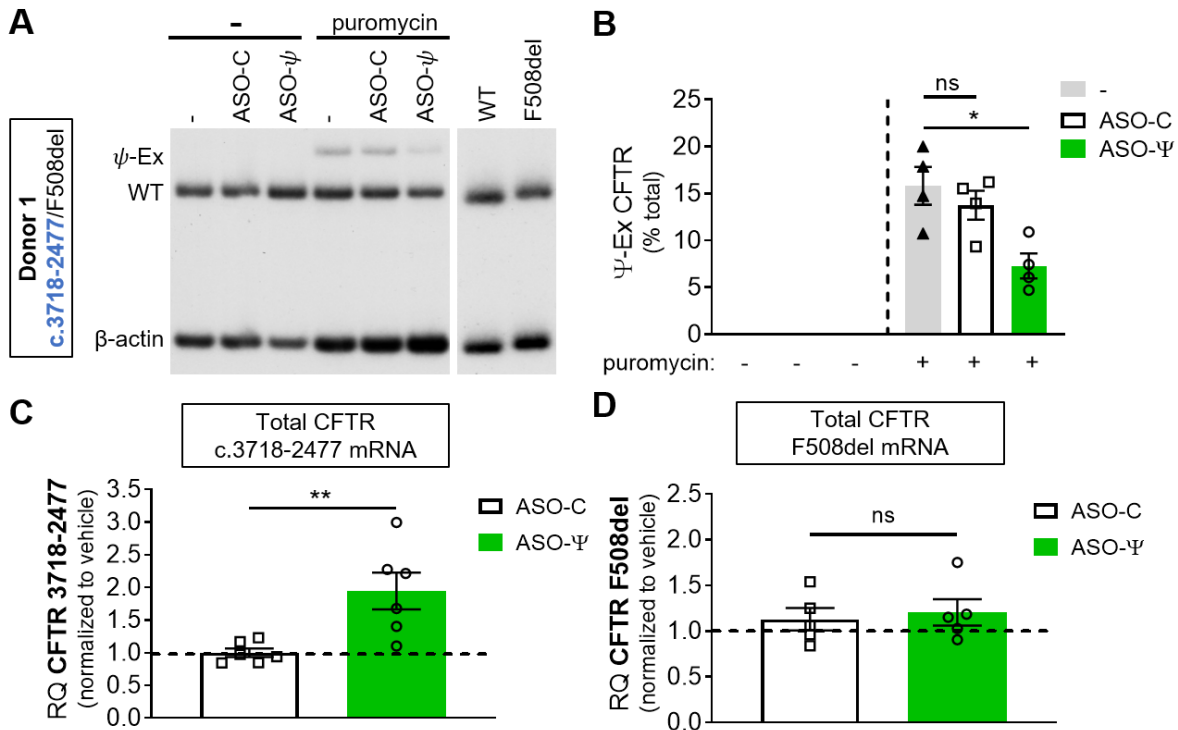 A
-
puromycin
-
ASO-C
ASO-ψ
-
ASO-C
ASO-ψ
WT
F508del
Donor 1
c.3718-2477/F508del
ψ-Ex
WT
β-actin
B
Ψ-Ex CFTR
(% total)
25
20
15
10
5
0
ns
*
-
ASO-C
ASO-Ψ
puromycin: - - - + + +
C
Total CFTR
c.3718-2477 mRNA
RQ CFTR 3718-2477
(normalized to vehicle)
3.5
3.0
2.5
2.0
1.5
1.0
0.5
0.0
**
ASO-C
ASO-Ψ
D
Total CFTR
F508del mRNA
RQ CFTR F508del
(normalized to vehicle)
2.5
2.0
1.5
1.0
0.5
0.0
ns
ASO-C
ASO-Ψ